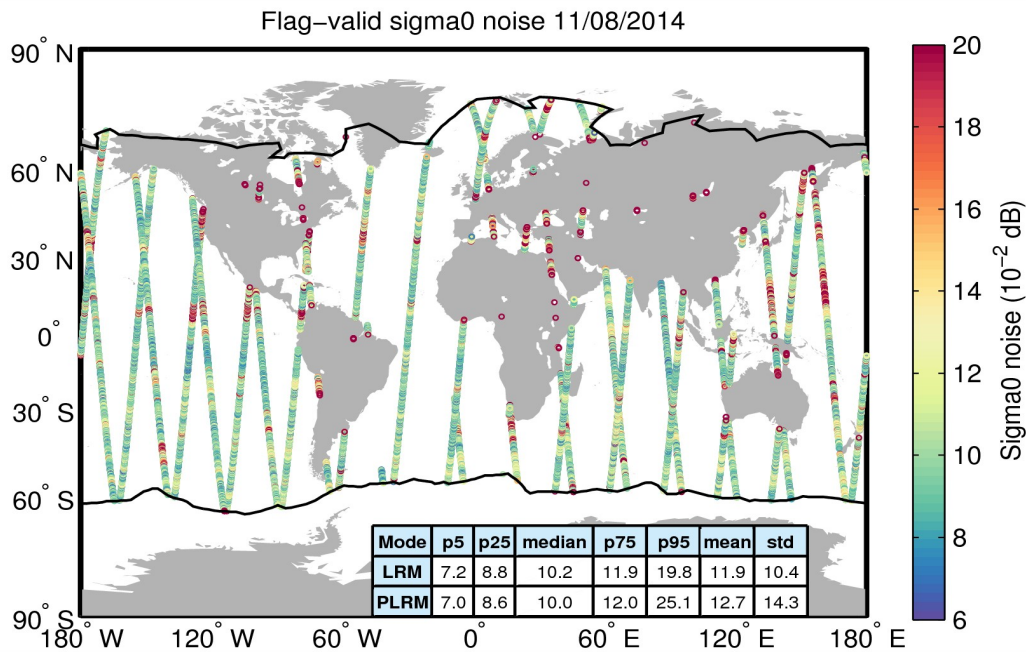 Flag−valid sigma0 noise 11/08/2014
90° N
60° N
30° N
0°
30° S
60° S
90° S
180° W
120° W
60° W
0°
60° E
120° E
180° E
Mode p5 p25 median p75 p95 mean std
LRM 7.2 8.8 10.2 11.9 19.8 11.9 10.4
PLRM 7.0 8.6 10.0 12.0 25.1 12.7 14.3
20
18
16
14
12
10
8
6
Sigma0 noise (10⁻² dB)